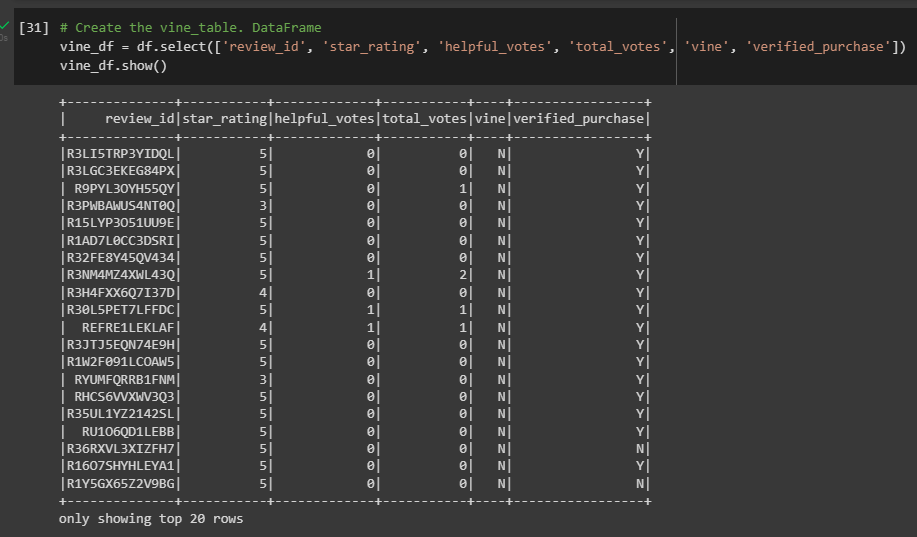 [31] # Create the vine_table. DataFrame
vine_df = df.select(['review_id', 'star_rating', 'helpful_votes', 'total_votes', 'vine', 'verified_purchase'])
vine_df.show()
+--------------+-----------+-------------+-----------+----+-----------------+
|     review_id|star_rating|helpful_votes|total_votes|vine|verified_purchase|
+--------------+-----------+-------------+-----------+----+-----------------+
|R3LI5TRP3YIDQL|          5|            0|          0|   N|                Y|
|R3LGC3EKEG84PX|          5|            0|          0|   N|                Y|
| R9PYL3OYH55QY|          5|            0|          1|   N|                Y|
|R3PWBAWUS4NT0Q|          3|            0|          0|   N|                Y|
|R15LYP3O51UU9E|          5|            0|          0|   N|                Y|
|R1AD7L0CC3DSRI|          5|            0|          0|   N|                Y|
|R32FE8Y45QV434|          5|            0|          0|   N|                Y|
|R3NM4MZ4XWL43Q|          5|            1|          2|   N|                Y|
|R3H4FXX6Q7I37D|          4|            0|          0|   N|                Y|
|R30L5PET7LFFDC|          5|            1|          1|   N|                Y|
| REFRE1LEKLAF|          4|            1|          1|   N|                Y|
|R3JTJ5EQN74E9H|          5|            0|          0|   N|                Y|
|R1W2F091LCOAW5|          5|            0|          0|   N|                Y|
| RYUMFQRRB1FNM|          3|            0|          0|   N|                Y|
| RHCS6VVXWV3Q3|          5|            0|          0|   N|                Y|
|R35UL1YZ2142SL|          5|            0|          0|   N|                Y|
|  RU1O6QD1LEBB|          5|            0|          0|   N|                Y|
|R36RXVL3XIZFH7|          5|            0|          0|   N|                N|
|R16O7SHYHLEYA1|          5|            0|          0|   N|                Y|
|R1Y5GX65Z2V9BG|          5|            0|          0|   N|                N|
+--------------+-----------+-------------+-----------+----+-----------------+
only showing top 20 rows